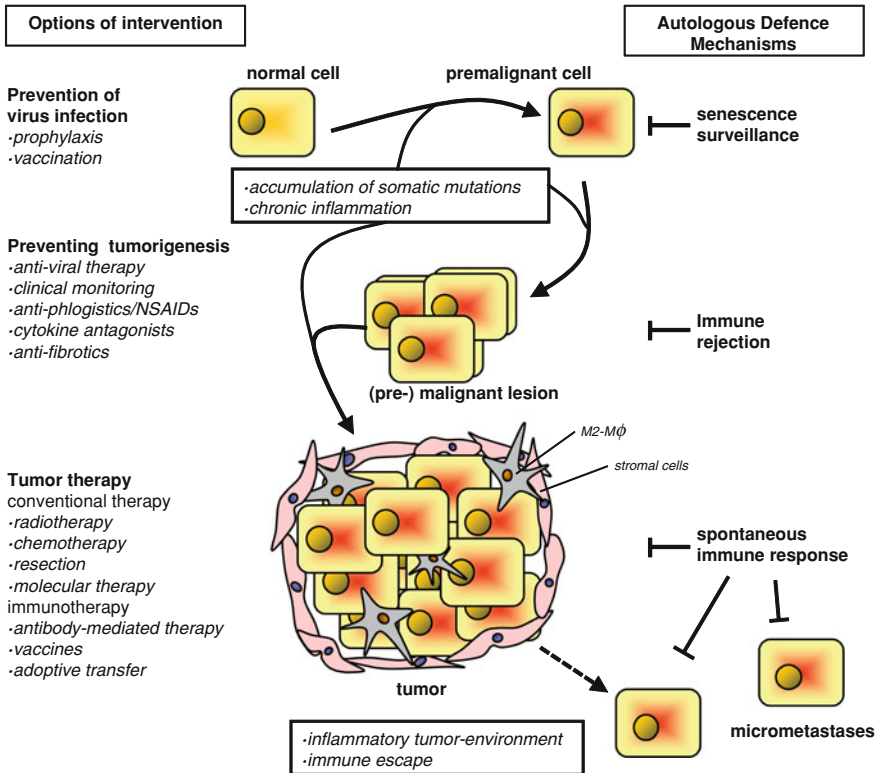 Options of intervention
Autologous Defence
Mechanisms
normal cell
premalignant cell
Prevention of
virus infection
·prophylaxis
·vaccination
senescence
surveillance
·accumulation of somatic mutations
·chronic inflammation
Preventing tumorigenesis
·anti-viral therapy
·clinical monitoring
·anti-phlogistics/NSAIDs
·cytokine antagonists
·anti-fibrotics
Immune
rejection
(pre-) malignant lesion
M2-Mϕ
stromal cells
Tumor therapy
conventional therapy
·radiotherapy
·chemotherapy
·resection
·molecular therapy
immunotherapy
·antibody-mediated therapy
·vaccines
·adoptive transfer
spontaneous
immune response
tumor
micrometastases
·inflammatory tumor-environment
·immune escape